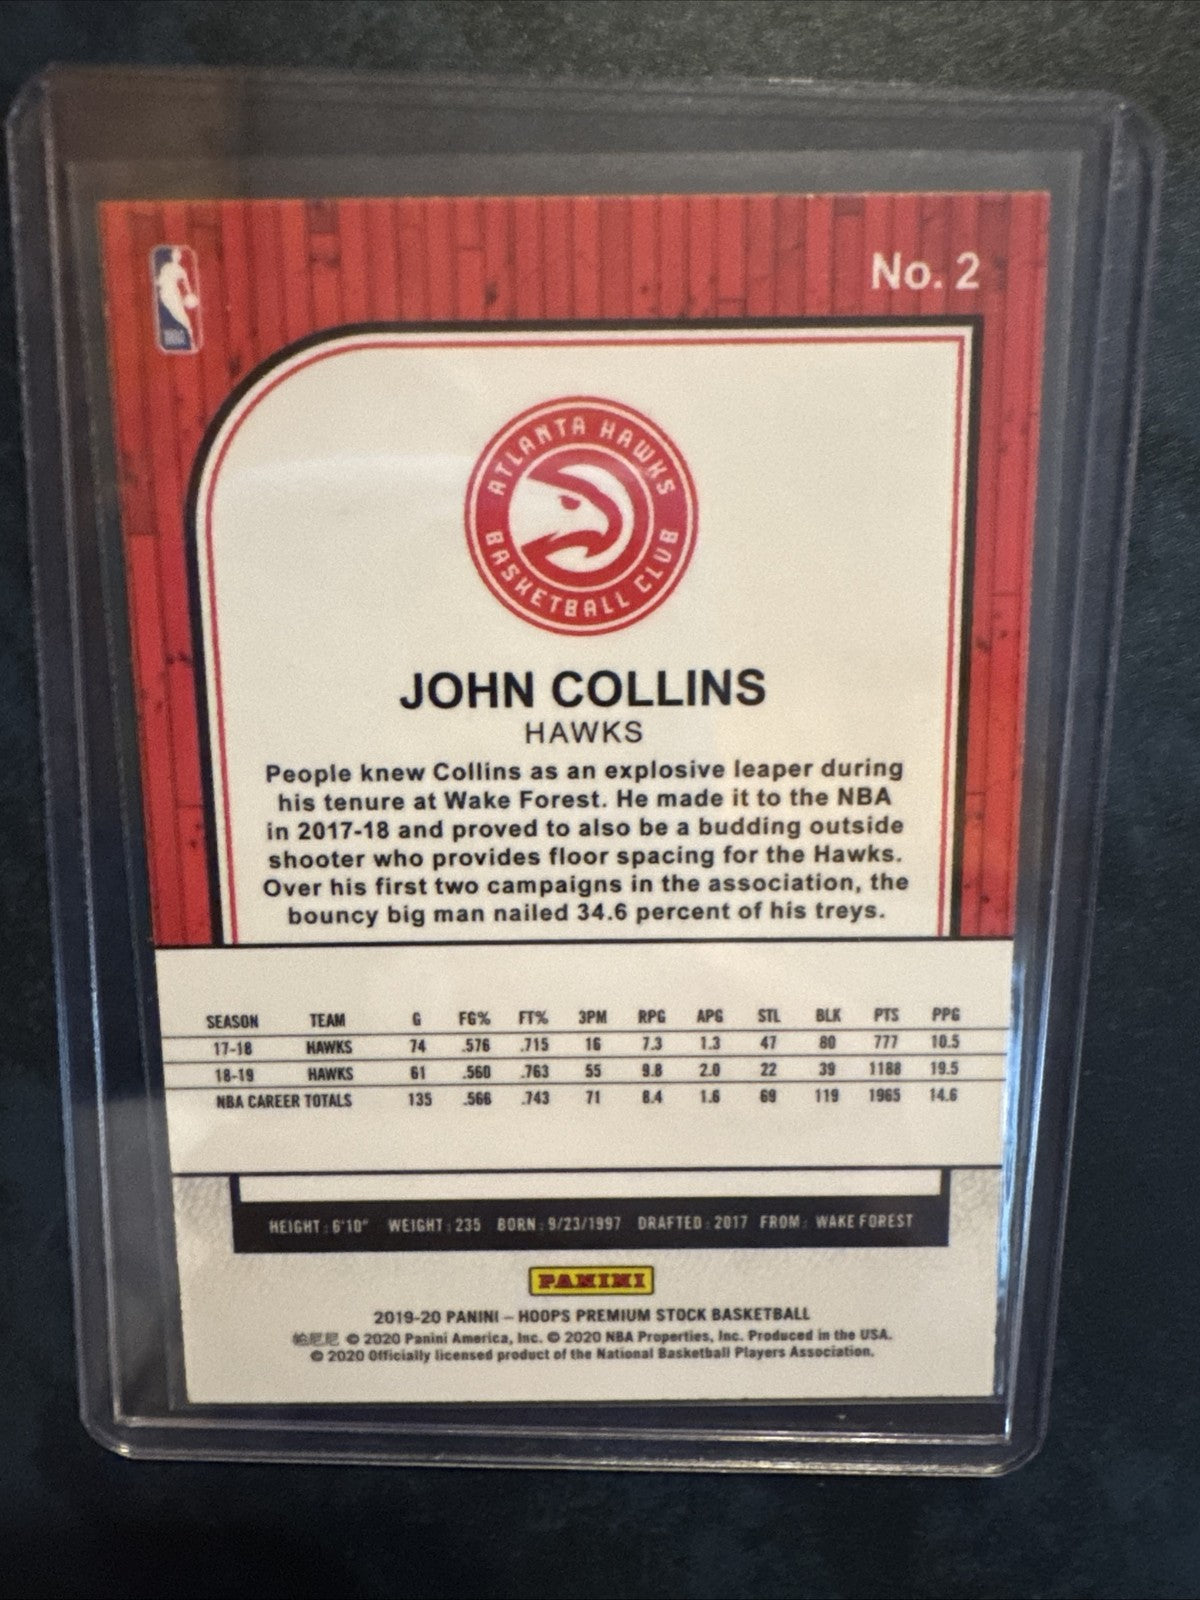 NBA
No. 2
ATLANTA HAWKS
BASKETBALL CLUB
JOHN COLLINS
HAWKS
People knew Collins as an explosive leaper during
his tenure at Wake Forest. He made it to the NBA
in 2017-18 and proved to also be a budding outside
shooter who provides floor spacing for the Hawks.
Over his first two campaigns in the association, the
bouncy big man nailed 34.6 percent of his treys.
SEASON TEAM G FG% FT% 3PM RPG APG STL BLK PTS PPG
17-18 HAWKS 74 .576 .715 16 7.3 1.3 47 80 777 10.5
18-19 HAWKS 61 .560 .763 55 9.8 2.0 22 39 1188 19.5
NBA CAREER TOTALS 135 .566 .743 71 8.4 1.6 69 119 1965 14.6
HEIGHT: 6'10" WEIGHT: 235 BORN: 9/23/1997 DRAFTED: 2017 FROM: WAKE FOREST
PANINI
2019-20 PANINI – HOOPS PREMIUM STOCK BASKETBALL
帕尼尼 © 2020 Panini America, Inc. © 2020 NBA Properties, Inc. Produced in the USA.
© 2020 Officially licensed product of the National Basketball Players Association.